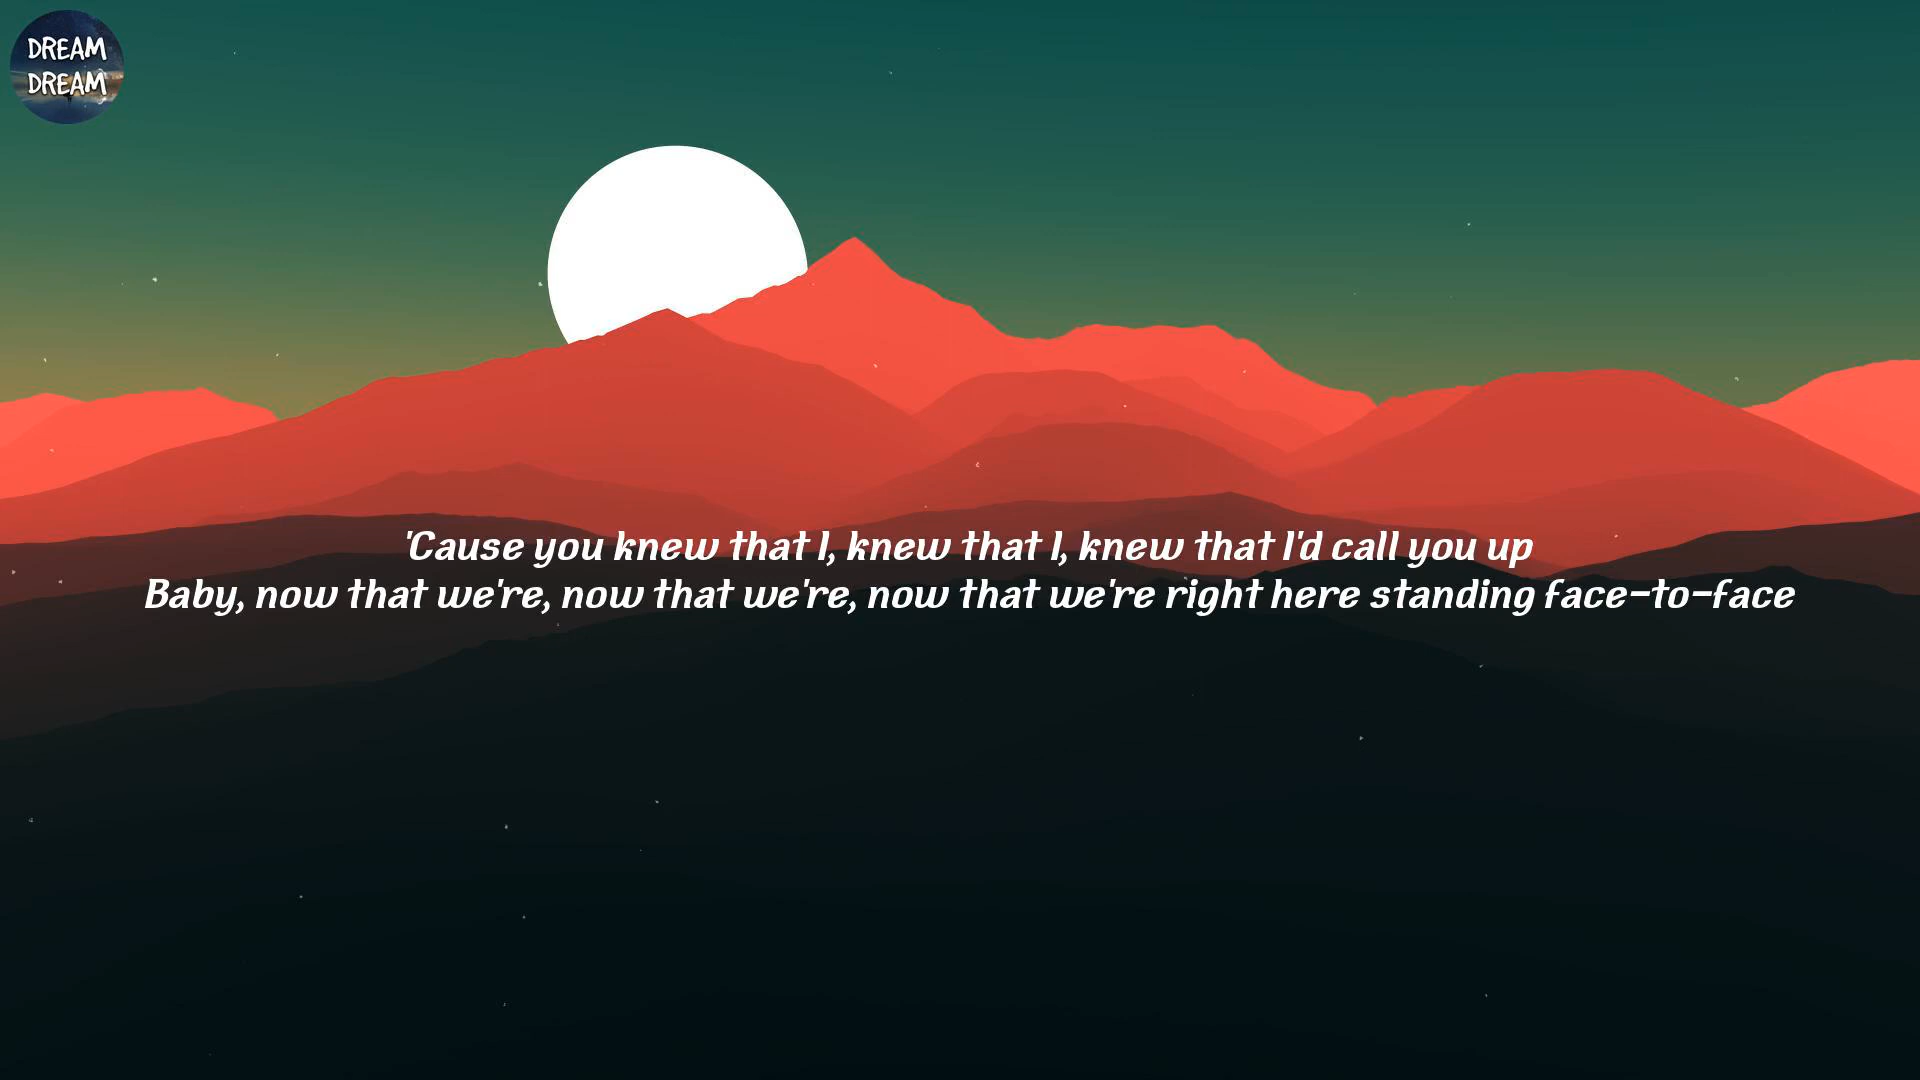 DREAM
DREAM
'Cause you knew that I, knew that I, knew that I'd call you up
Baby, now that we're, now that we're, now that we're right here standing face-to-face